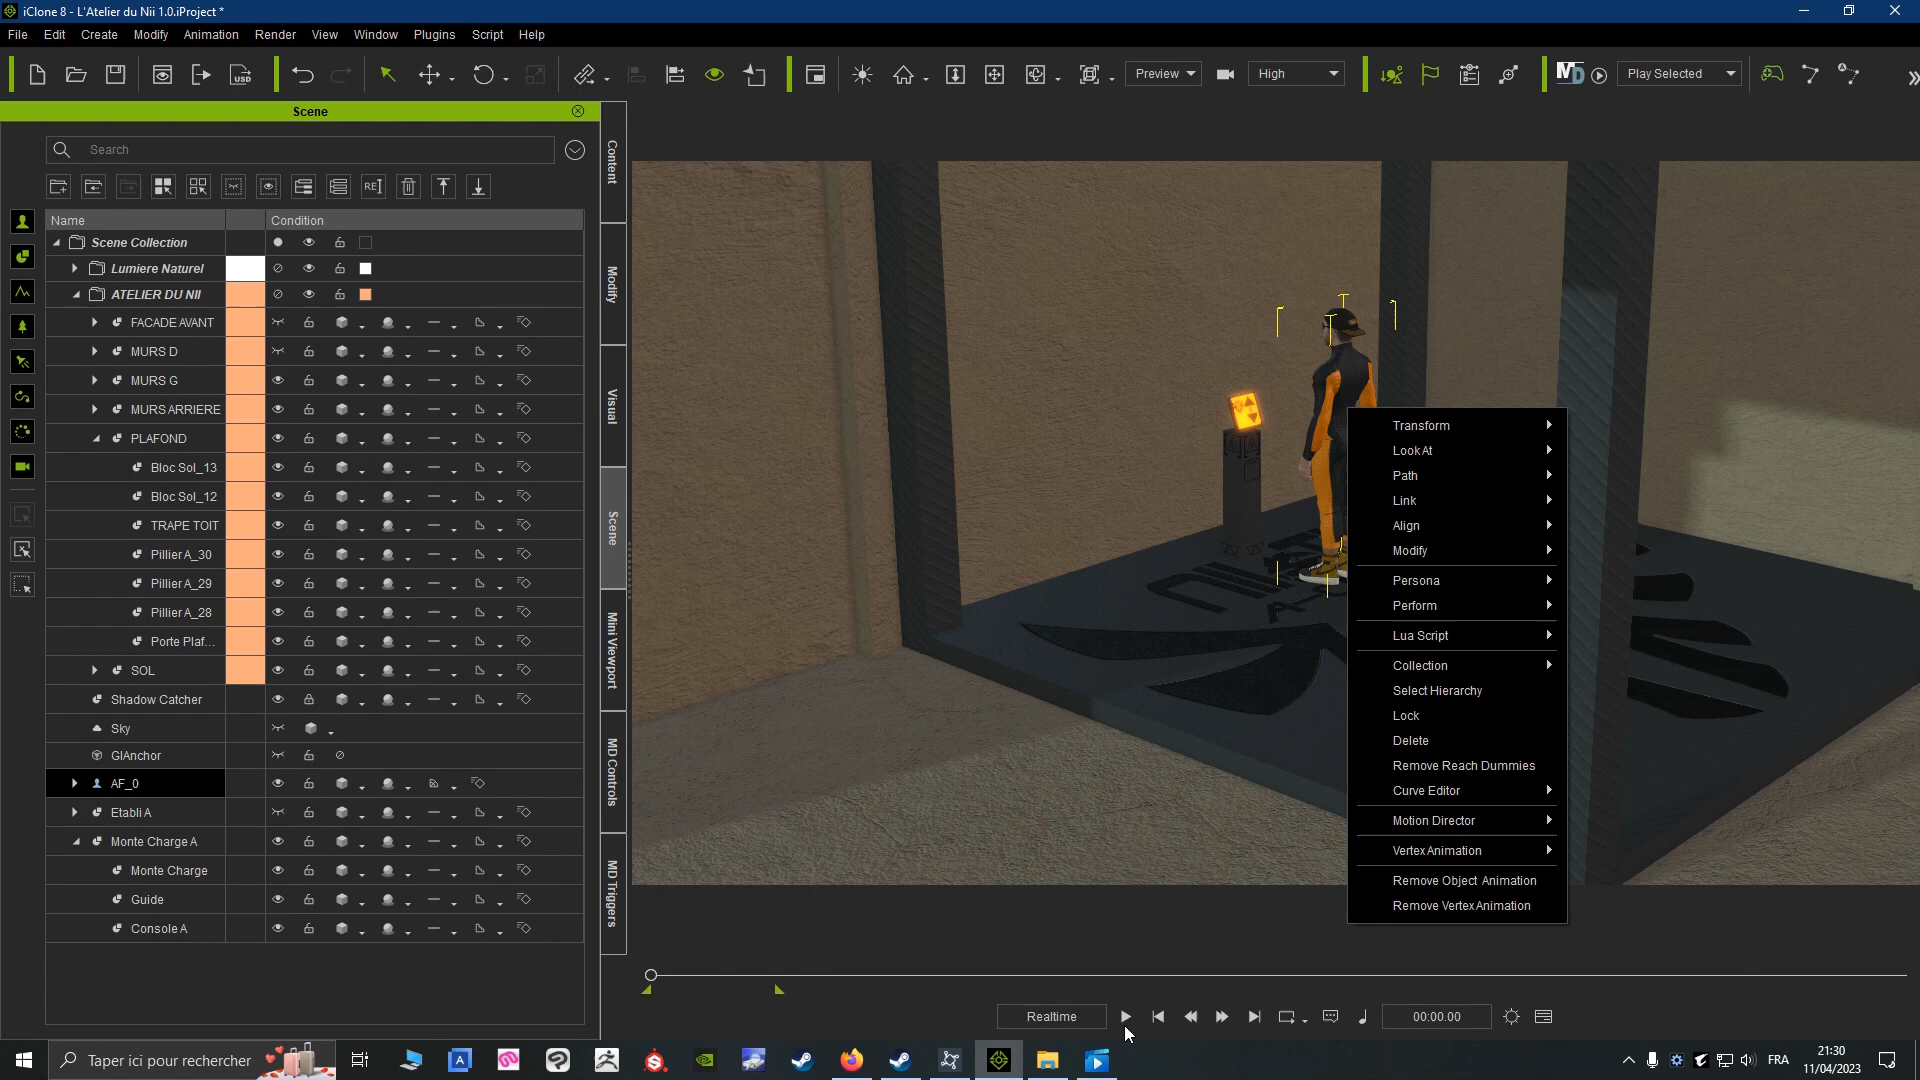 iClone 8 - L'Atelier du Nii 1.0.iProject *
File Edit Create Modify Animation Render View Window Plugins Script Help
USD Preview High MD Play Selected
Scene
Search
RE
Name Condition
Scene Collection
Lumiere Naturel
ATELIER DU NII
FACADE AVANT
MURS D
MURS G
MURS ARRIERE
PLAFOND
Bloc Sol_13
Bloc Sol_12
TRAPE TOIT
Pillier A_30
Pillier A_29
Pillier A_28
Porte Plaf...
SOL
Shadow Catcher
Sky
GIAnchor
AF_0
Etabli A
Monte Charge A
Monte Charge
Guide
Console A
Content
Modify
Visual
Scene
Mini Viewport
MD Controls
MD Triggers
Transform
Look At
Path
Link
Align
Modify
Persona
Perform
Lua Script
Collection
Select Hierarchy
Lock
Delete
Remove Reach Dummies
Curve Editor
Motion Director
Vertex Animation
Remove Object Animation
Remove Vertex Animation
Realtime 00:00.00
Taper ici pour rechercher
FRA
21:30
11/04/2023